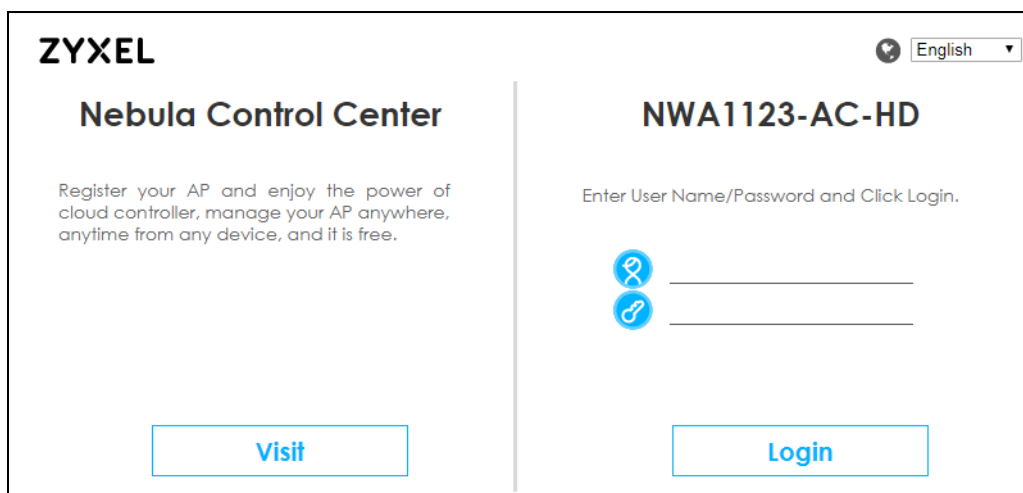 ZYXEL
English
Nebula Control Center
Register your AP and enjoy the power of
cloud controller, manage your AP anywhere,
anytime from any device, and it is free.
Visit
NWA1123-AC-HD
Enter User Name/Password and Click Login.
Login